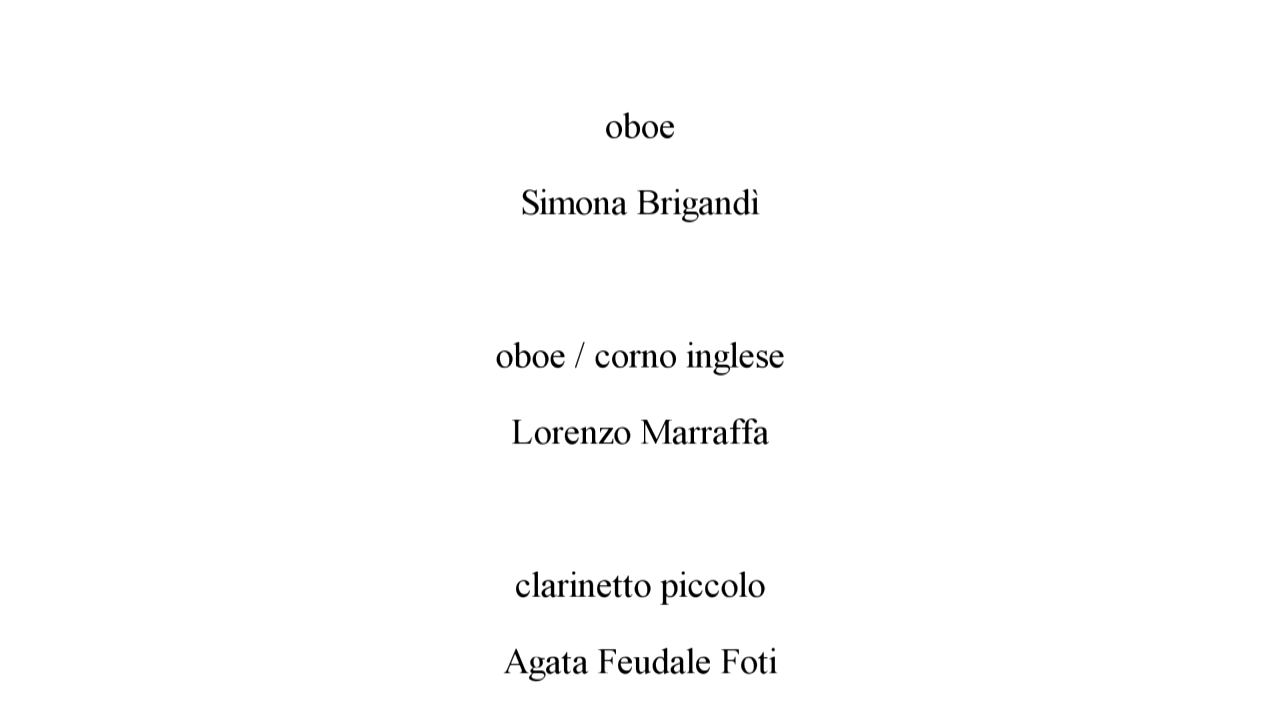 oboe
Simona Brigandì
oboe / corno inglese
Lorenzo Marraffa
clarinetto piccolo
Agata Feudale Foti